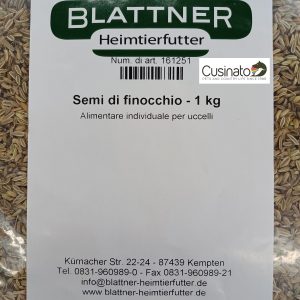 BLATTNER
Heimtierfutter
Num. di art. 161251
Cusinato
Semi di finocchio - 1 kg
Alimentare individuale per uccelli
Kürnacher Str. 22-24 - 87439 Kempten
Tel. 0831-960989-0 - Fax 0831-960989-21
info@blattner-heimtierfutter.de
www.blattner-heimtierfutter.de